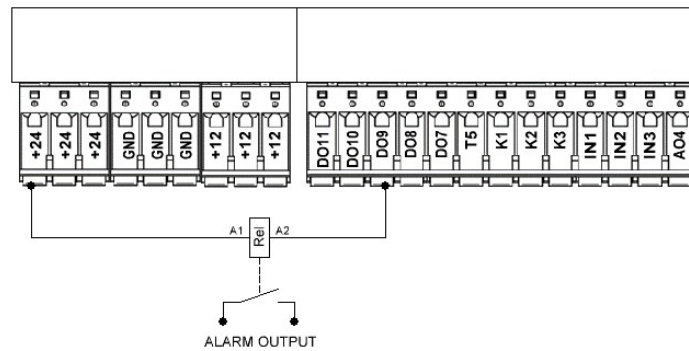 +24 +24 +24 GND GND GND +12 +12 +12 DO11 DO10 DO9 DO8 DO7 T5 K1 K2 K3 IN1 IN2 IN3 AO4
A1 Rel A2
ALARM OUTPUT